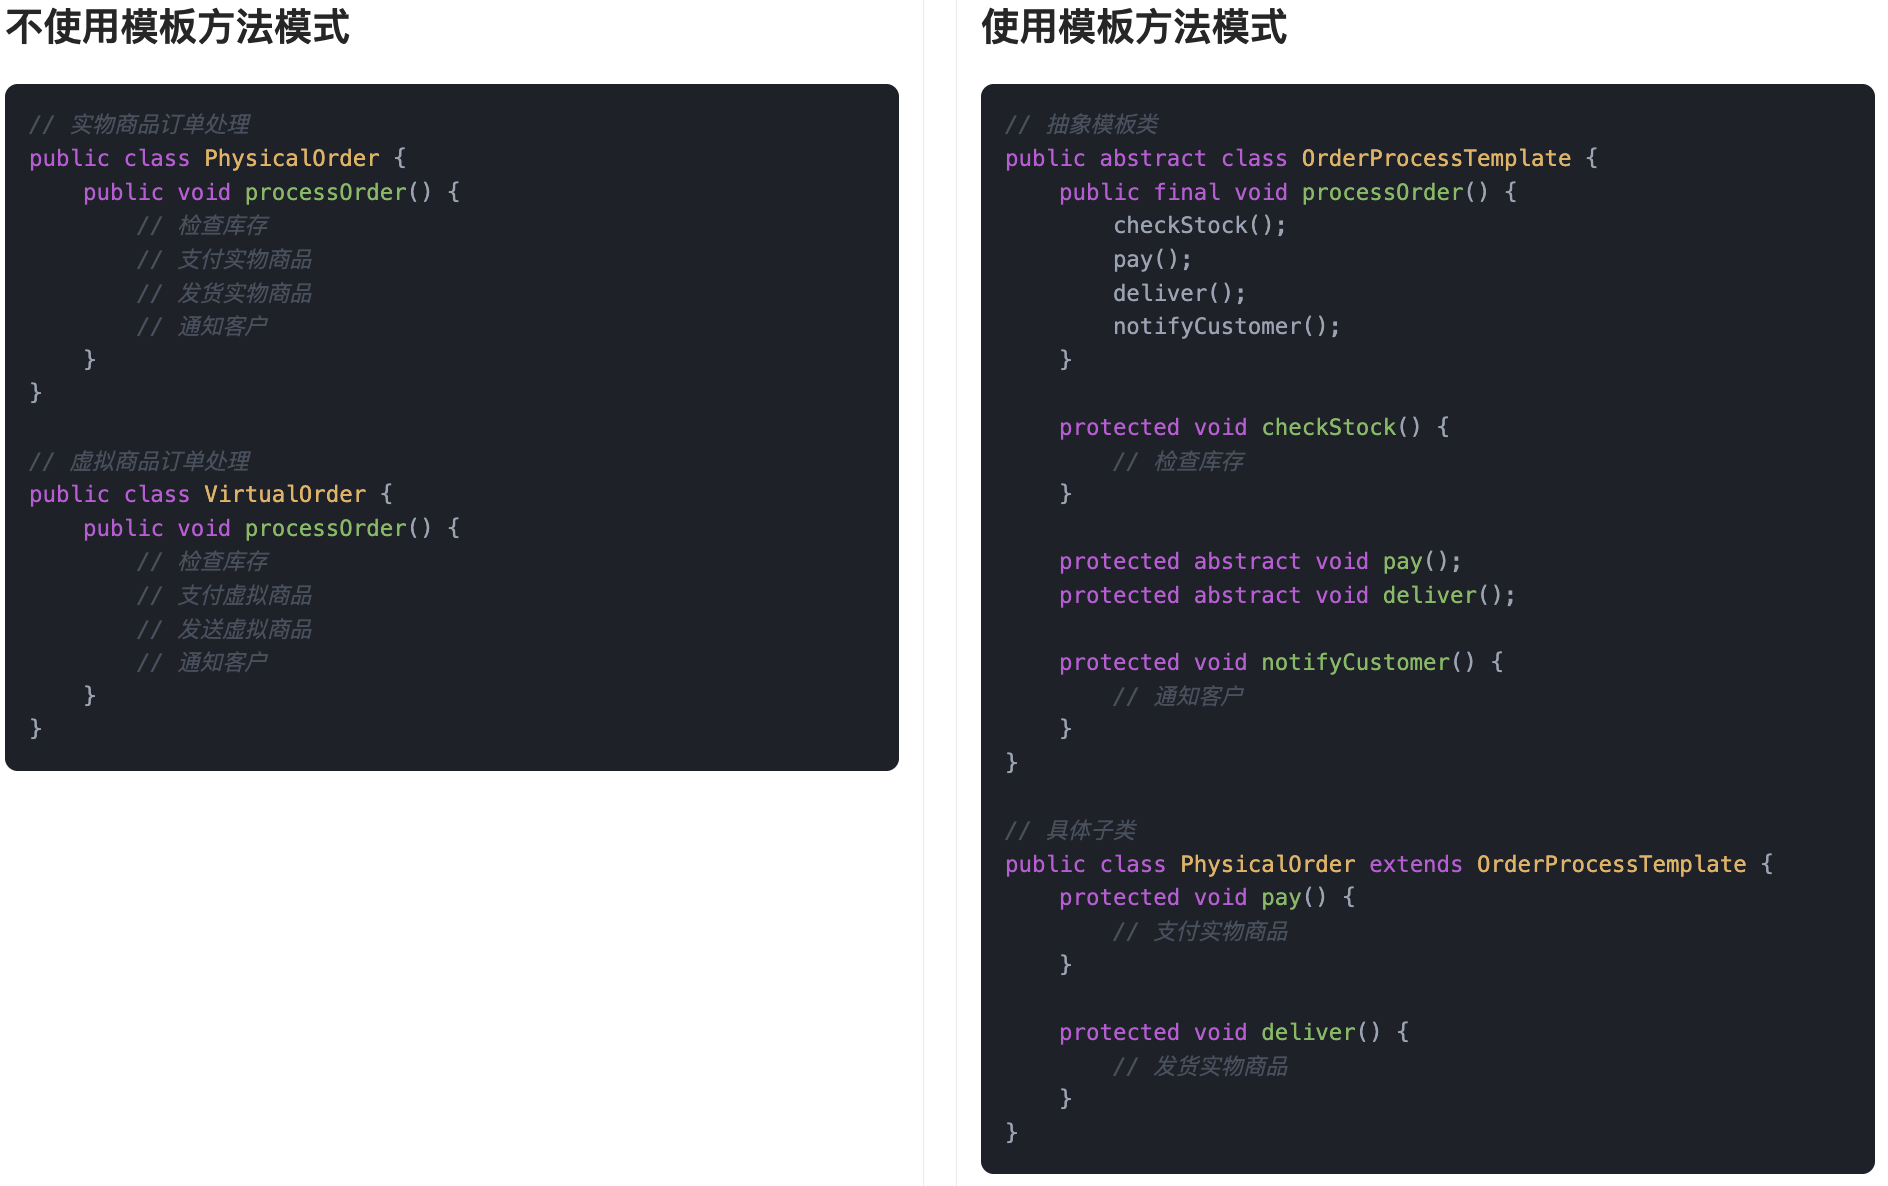 不使用模板方法模式
// 实物商品订单处理
public class PhysicalOrder {
    public void processOrder() {
        // 检查库存
        // 支付实物商品
        // 发货实物商品
        // 通知客户
    }
}
// 虚拟商品订单处理
public class VirtualOrder {
    public void processOrder() {
        // 检查库存
        // 支付虚拟商品
        // 发送虚拟商品
        // 通知客户
    }
}
使用模板方法模式
// 抽象模板类
public abstract class OrderProcessTemplate {
    public final void processOrder() {
        checkStock();
        pay();
        deliver();
        notifyCustomer();
    }
    protected void checkStock() {
        // 检查库存
    }
    protected abstract void pay();
    protected abstract void deliver();
    protected void notifyCustomer() {
        // 通知客户
    }
}
// 具体子类
public class PhysicalOrder extends OrderProcessTemplate {
    protected void pay() {
        // 支付实物商品
    }
    protected void deliver() {
        // 发货实物商品
    }
}